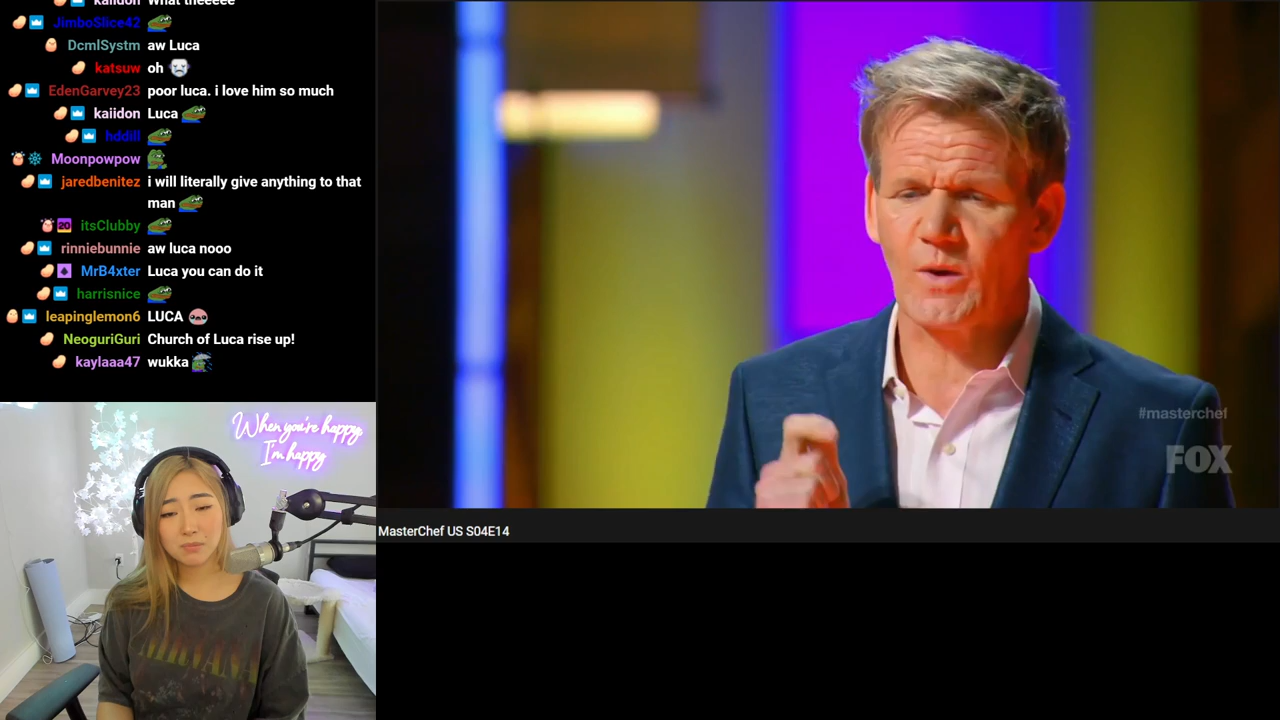 kaiidon What theeeee
JimboSlice42
DcmlSystm aw Luca
katsuw oh
EdenGarvey23 poor luca. i love him so much
kaiidon Luca
hddill
Moonpowpow
jaredbenitez i will literally give anything to that
man
20 itsClubby
rinniebunnie aw luca nooo
MrB4xter Luca you can do it
harrisnice
leapinglemon6 LUCA
NeoguriGuri Church of Luca rise up!
kaylaaa47 wukka
When you're happy
I'm happy
NIRVANA
#masterchef
FOX
MasterChef US S04E14